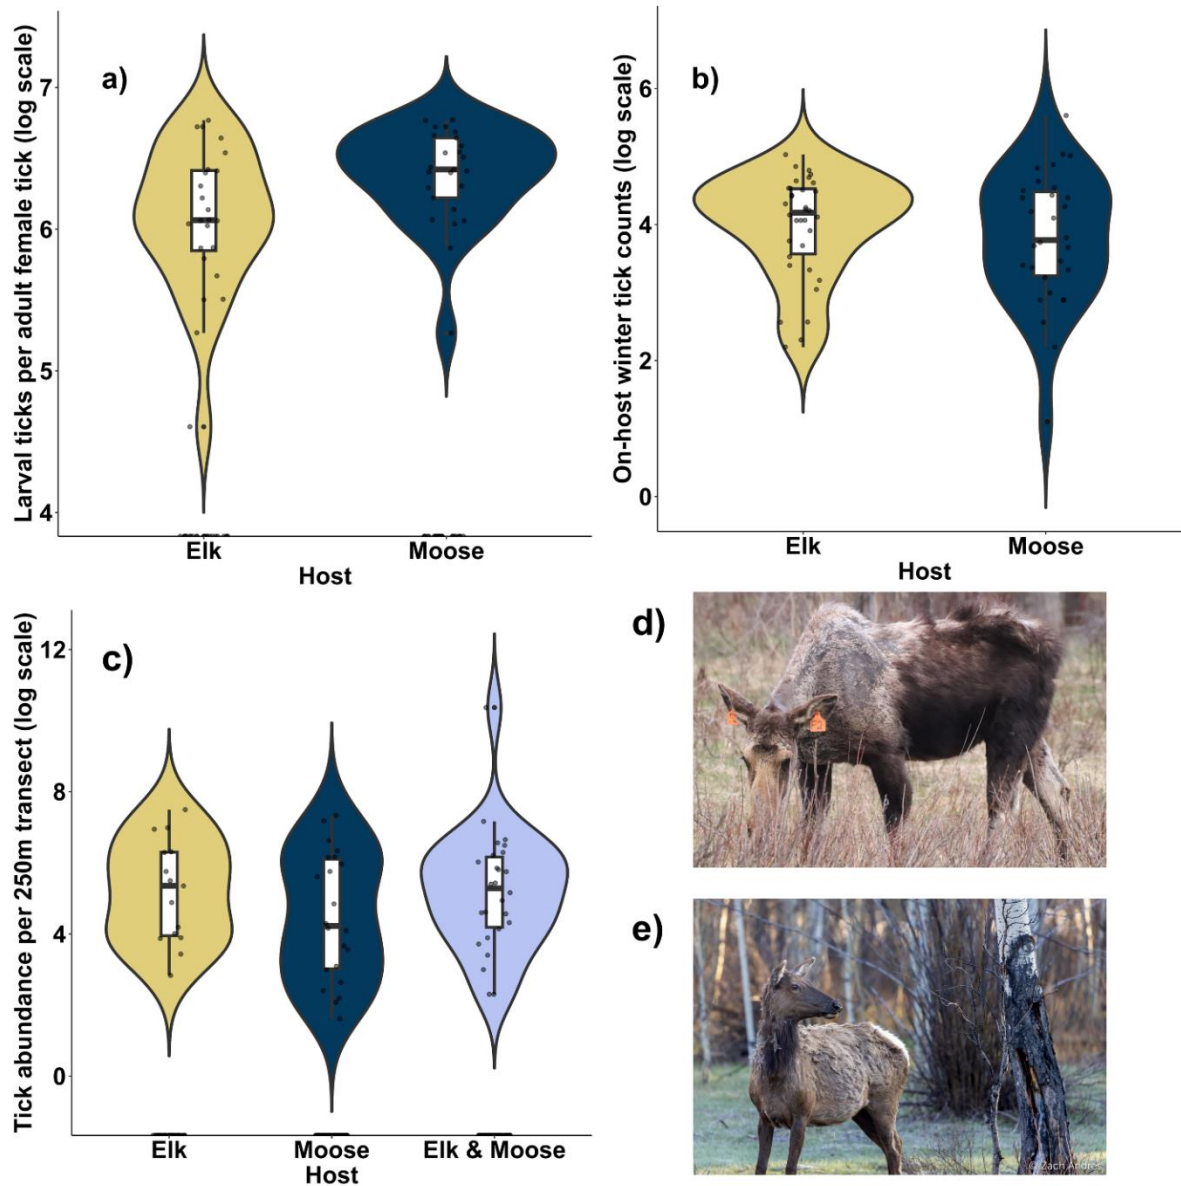 a)
Larval ticks per adult female tick (log scale)
7
6
5
4
Elk
Moose
Host
b)
On-host winter tick counts (log scale)
6
4
2
0
Elk
Moose
Host
c)
Tick abundance per 250m transect (log scale)
12
8
4
0
Elk
Moose
Elk & Moose
Host
d)
e)
© Zach Andres